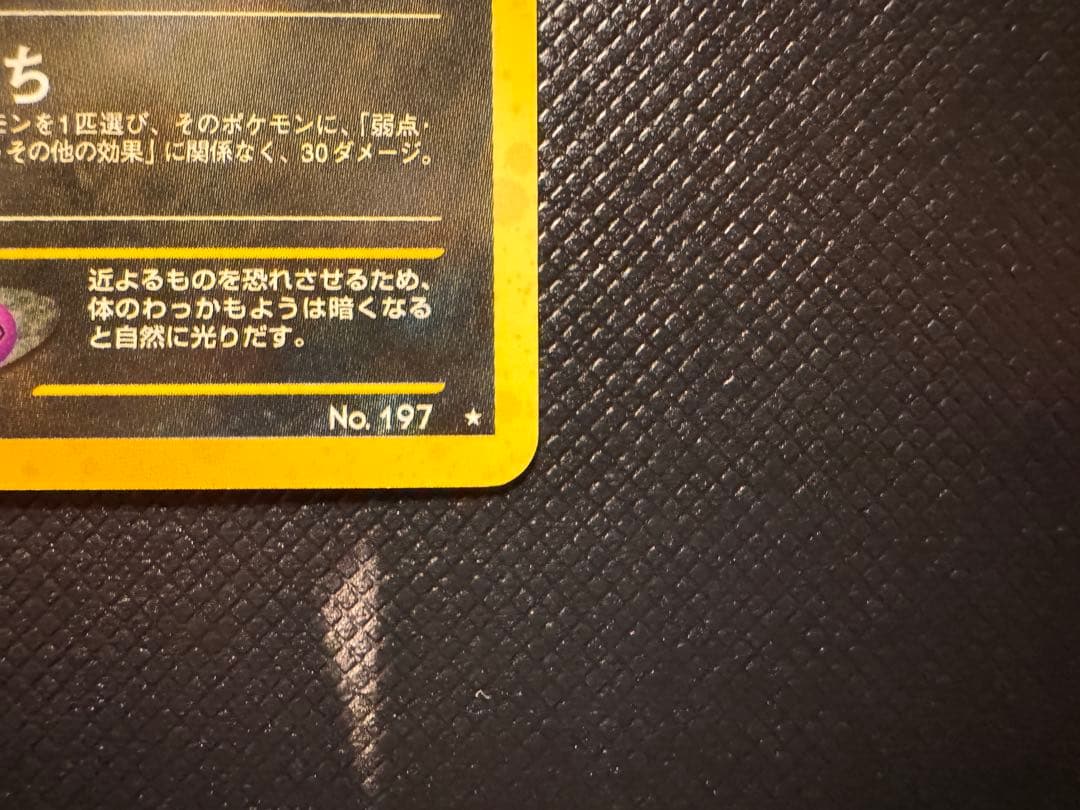 ち
モンを1匹選び、そのポケモンに、「弱点・
その他の効果」に関係なく、30ダメージ。
近よるものを恐れさせるため、
体のわっかもようは暗くなる
と自然に光りだす。
No. 197 ★